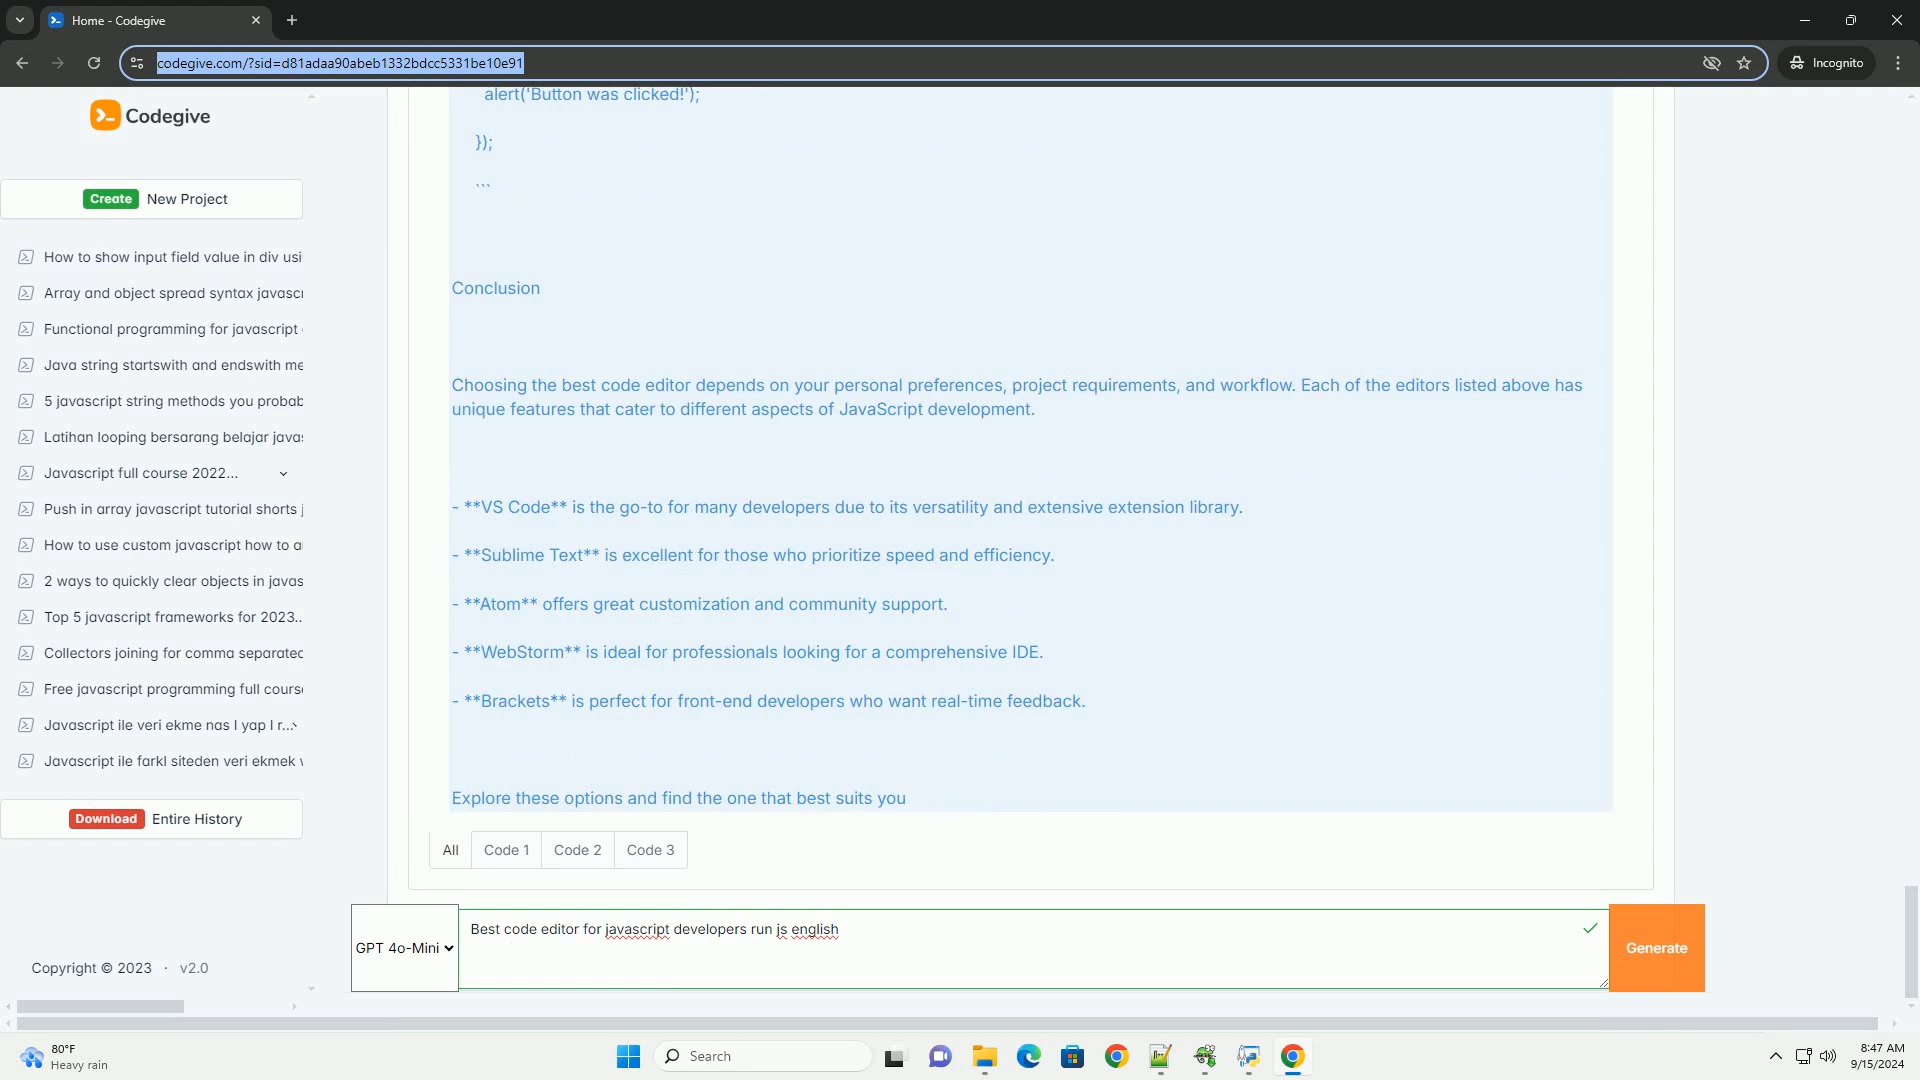 Home - Codegive
codegive.com/?sid=d81adaa90abeb1332bdcc5331be10e91
Incognito
Codegive
Create New Project
How to show input field value in div usi
Array and object spread syntax javasc
Functional programming for javascript
Java string startswith and endswith me
5 javascript string methods you probab
Latihan looping bersarang belajar java
Javascript full course 2022...
Push in array javascript tutorial shorts
How to use custom javascript how to a
2 ways to quickly clear objects in javas
Top 5 javascript frameworks for 2023..
Collectors joining for comma separated
Free javascript programming full cours
Javascript ile veri ekme nas l yap l r...
Javascript ile farkl siteden veri ekmek
Download Entire History
Copyright © 2023 · v2.0
alert('Button was clicked!');
});
```
Conclusion
Choosing the best code editor depends on your personal preferences, project requirements, and workflow. Each of the editors listed above has
unique features that cater to different aspects of JavaScript development.
- **VS Code** is the go-to for many developers due to its versatility and extensive extension library.
- **Sublime Text** is excellent for those who prioritize speed and efficiency.
- **Atom** offers great customization and community support.
- **WebStorm** is ideal for professionals looking for a comprehensive IDE.
- **Brackets** is perfect for front-end developers who want real-time feedback.
Explore these options and find the one that best suits you
All Code 1 Code 2 Code 3
GPT 4o-Mini
Best code editor for javascript developers run js english
Generate
80°F
Heavy rain
Search
8:47 AM
9/15/2024